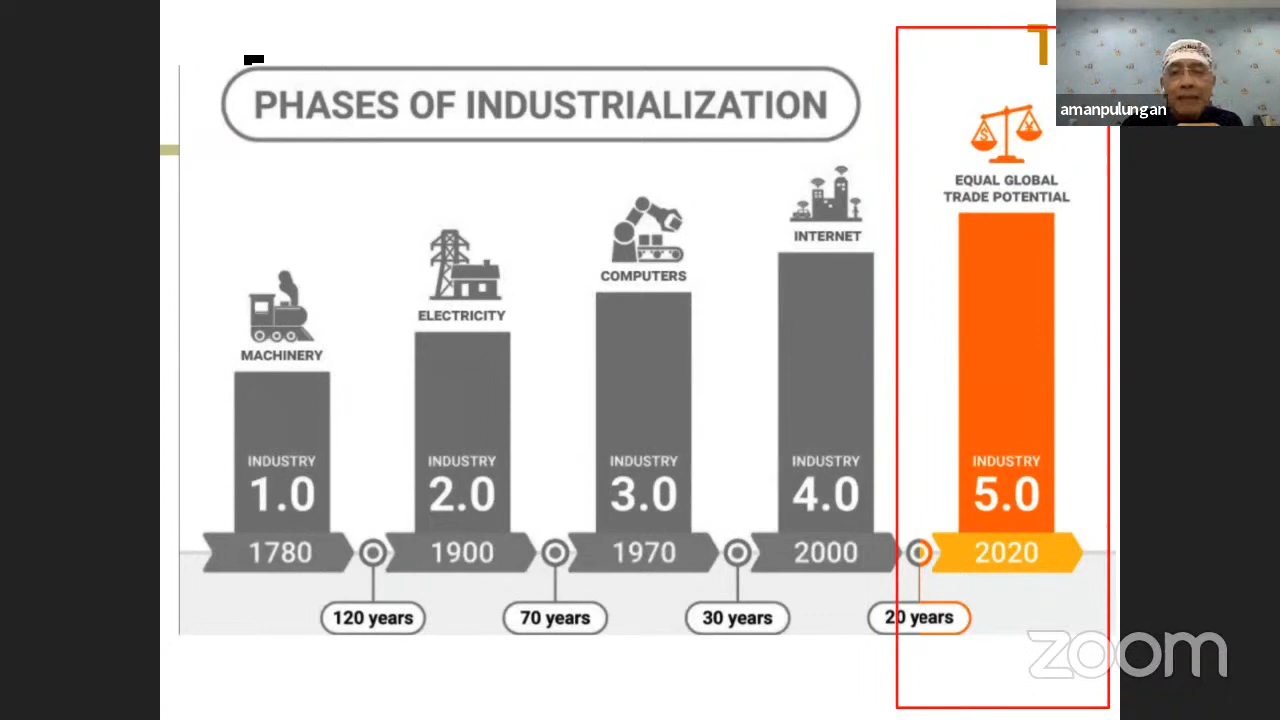 PHASES OF INDUSTRIALIZATION
MACHINERY
INDUSTRY
1.0
1780
120 years
ELECTRICITY
INDUSTRY
2.0
1900
70 years
COMPUTERS
INDUSTRY
3.0
1970
30 years
INTERNET
INDUSTRY
4.0
2000
20 years
$ ¥
EQUAL GLOBAL
TRADE POTENTIAL
INDUSTRY
5.0
2020
amanpulungan
zoom